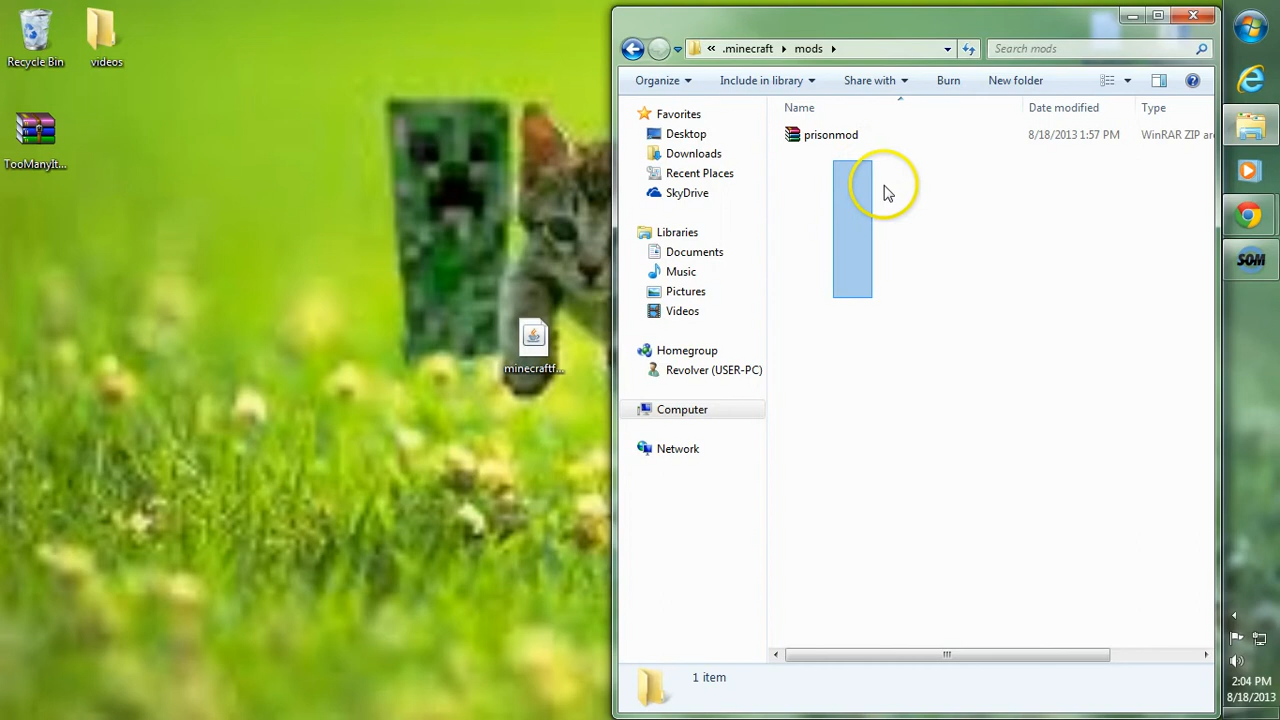 Recycle Bin
videos
TooManyIt...
minecraftf...
« .minecraft mods
Search mods
Organize Include in library Share with Burn New folder
Name Date modified Type
prisonmod 8/18/2013 1:57 PM WinRAR ZIP ar
Favorites
Desktop
Downloads
Recent Places
SkyDrive
Libraries
Documents
Music
Pictures
Videos
Homegroup
Revolver (USER-PC)
Computer
Network
1 item
SOM
2:04 PM
8/18/2013